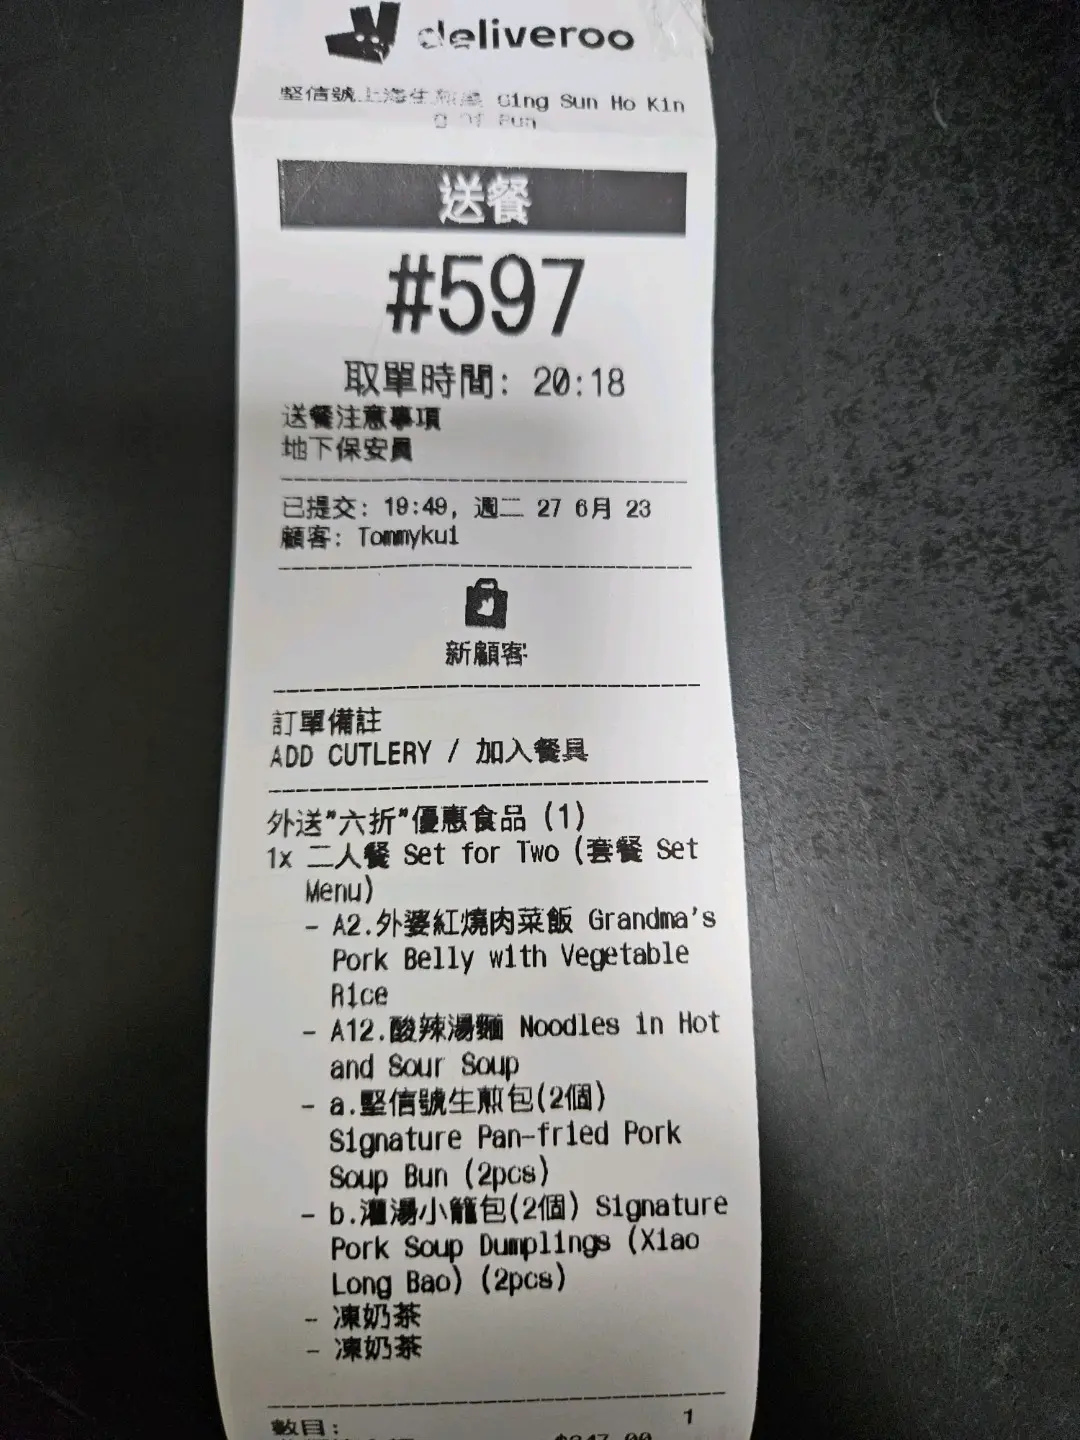 deliveroo
堅信號上海生煎皇 Ging Sun Ho Kin
g Of Bun
送餐
#597
取單時間: 20:18
送餐注意事項
地下保安員
已提交: 19:49, 週二 27 6月 23
顧客: Tommykui
新顧客
訂單備註
ADD CUTLERY / 加入餐具
外送"六折"優惠食品 (1)
1x 二人餐 Set for Two (套餐 Set
Menu)
- A2.外婆紅燒肉菜飯 Grandma's
Pork Belly with Vegetable
Rice
- A12.酸辣湯麵 Noodles in Hot
and Sour Soup
- a.堅信號生煎包(2個)
Signature Pan-fried Pork
Soup Bun (2pcs)
- b.灌湯小籠包(2個) Signature
Pork Soup Dumplings (Xiao
Long Bao) (2pcs)
- 凍奶茶
- 凍奶茶
數目: 1